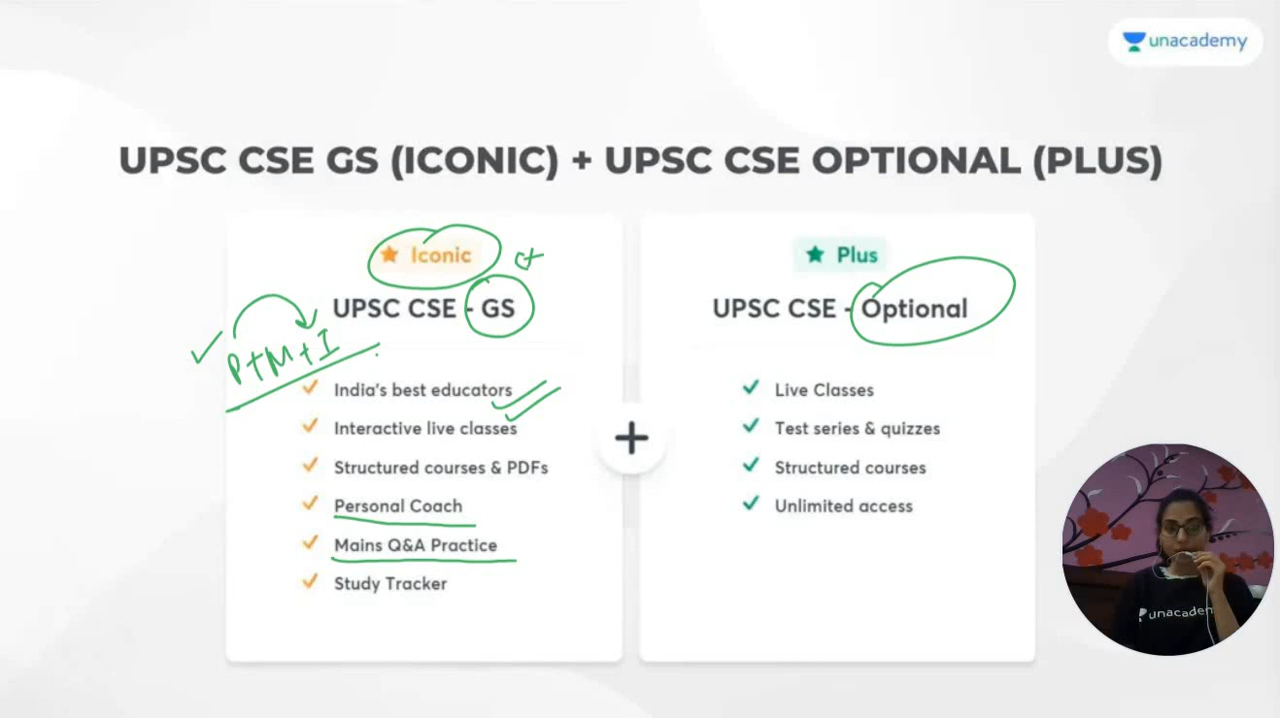 unacademy
UPSC CSE GS (ICONIC) + UPSC CSE OPTIONAL (PLUS)
Iconic
UPSC CSE - GS
P+M+I
India's best educators
Interactive live classes
Structured courses & PDFs
Personal Coach
Mains Q&A Practice
Study Tracker
+
Plus
UPSC CSE - Optional
Live Classes
Test series & quizzes
Structured courses
Unlimited access
unacademy